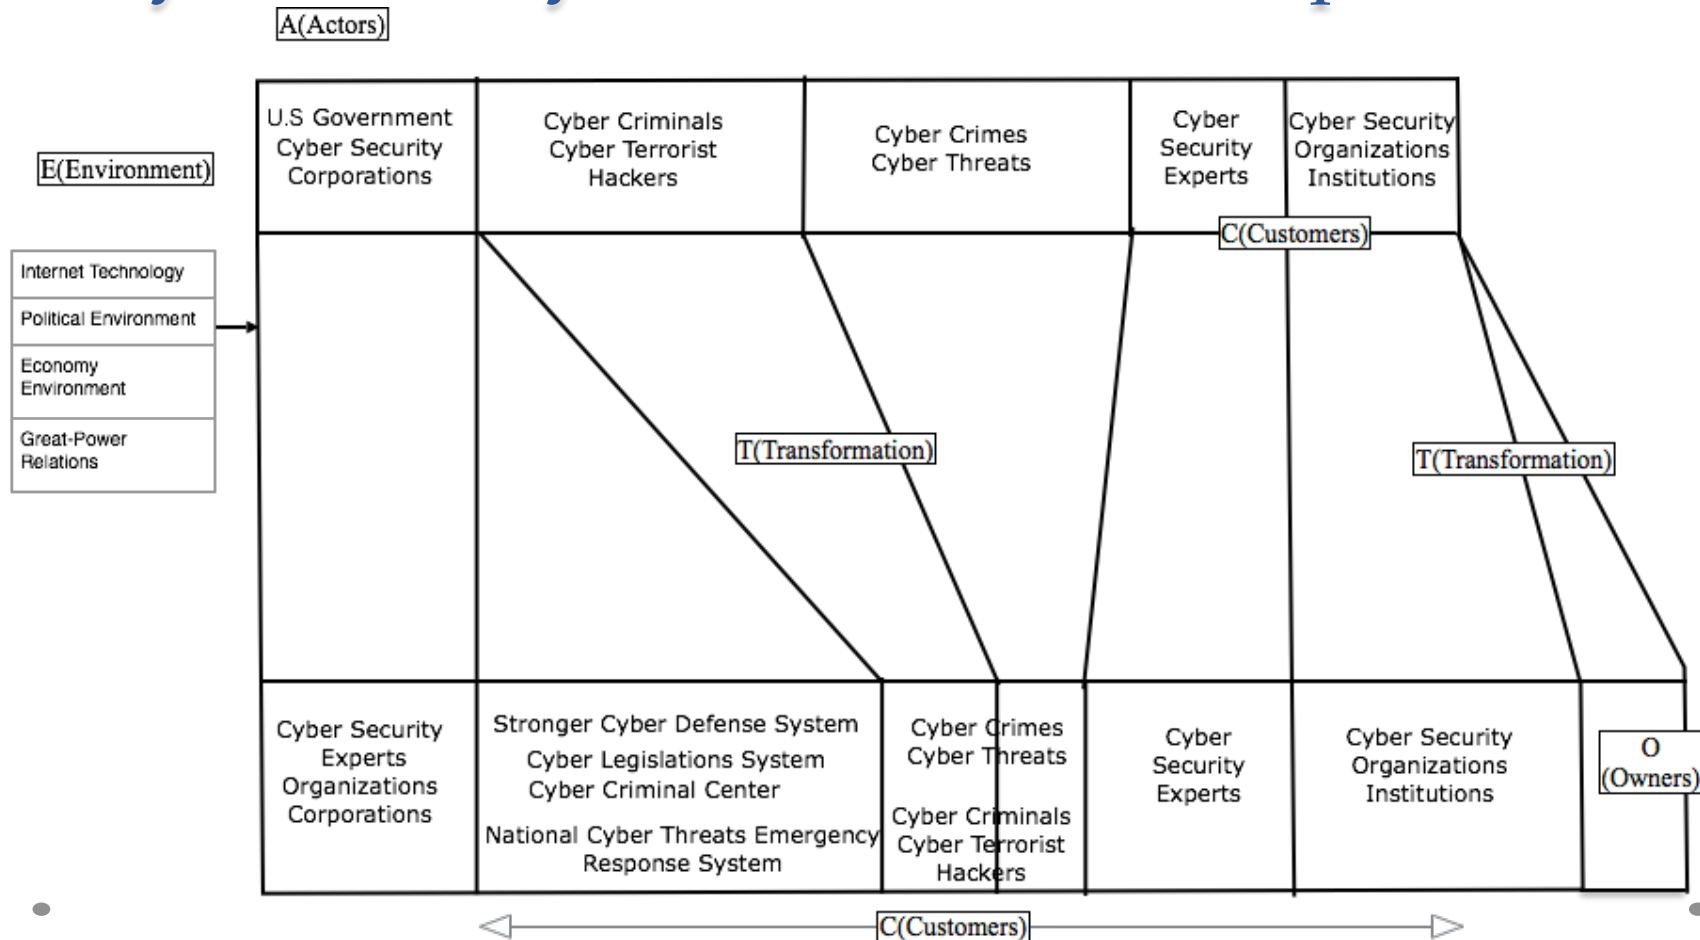 A(Actors)
E(Environment)
U.S Government
Cyber Security
Corporations
Cyber Criminals
Cyber Terrorist
Hackers
Cyber Crimes
Cyber Threats
Cyber
Security
Experts
Cyber Security
Organizations
Institutions
C(Customers)
Internet Technology
Political Environment
Economy
Environment
Great-Power
Relations
T(Transformation)
T(Transformation)
Cyber Security
Experts
Organizations
Corporations
Stronger Cyber Defense System
Cyber Legislations System
Cyber Criminal Center
National Cyber Threats Emergency
Response System
Cyber Crimes
Cyber Threats
Cyber Criminals
Cyber Terrorist
Hackers
Cyber
Security
Experts
Cyber Security
Organizations
Institutions
O
(Owners)
C(Customers)